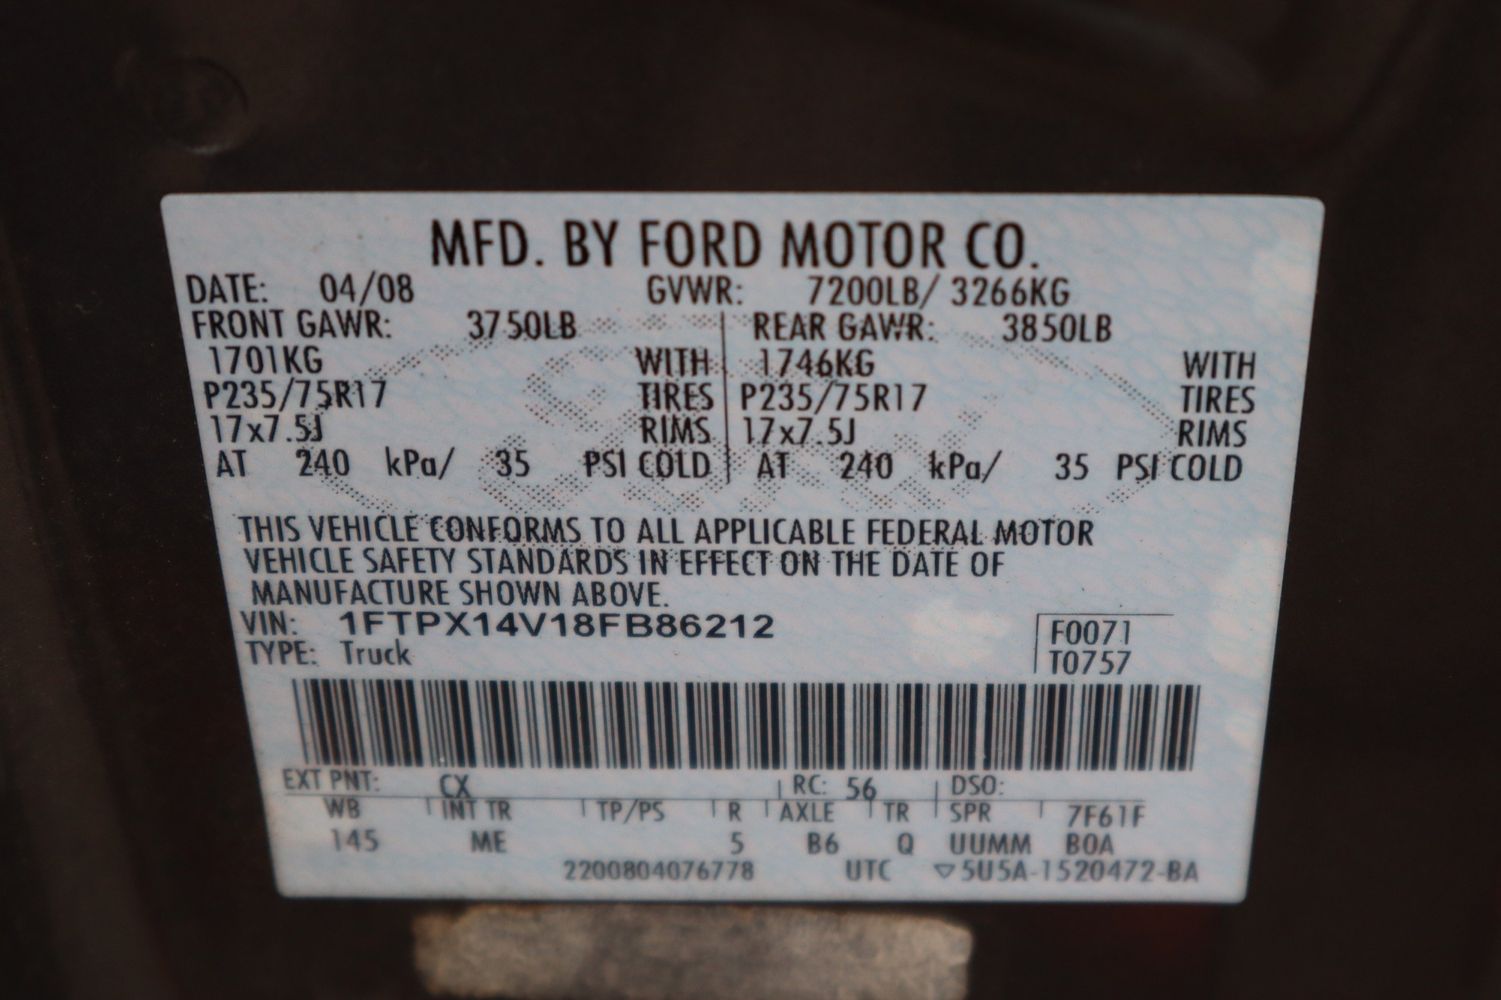 MFD. BY FORD MOTOR CO.
DATE: 04/08 GVWR: 7200LB/ 3266KG
FRONT GAWR: 3750LB REAR GAWR: 3850LB
1701KG WITH 1746KG WITH
P235/75R17 TIRES P235/75R17 TIRES
17x7.5J RIMS 17x7.5J RIMS
AT 240 kPa/ 35 PSI COLD AT 240 kPa/ 35 PSI COLD
THIS VEHICLE CONFORMS TO ALL APPLICABLE FEDERAL MOTOR
VEHICLE SAFETY STANDARDS IN EFFECT ON THE DATE OF
MANUFACTURE SHOWN ABOVE.
VIN: 1FTPX14V18FB86212 F0071
TYPE: Truck T0757
EXT PNT: CX RC: 56 DSO:
WB INT TR TP/PS R AXLE TR SPR 7F61F
145 ME 5 B6 Q UUMM BOA
2200804076778 UTC ▽5U5A-1520472-BA